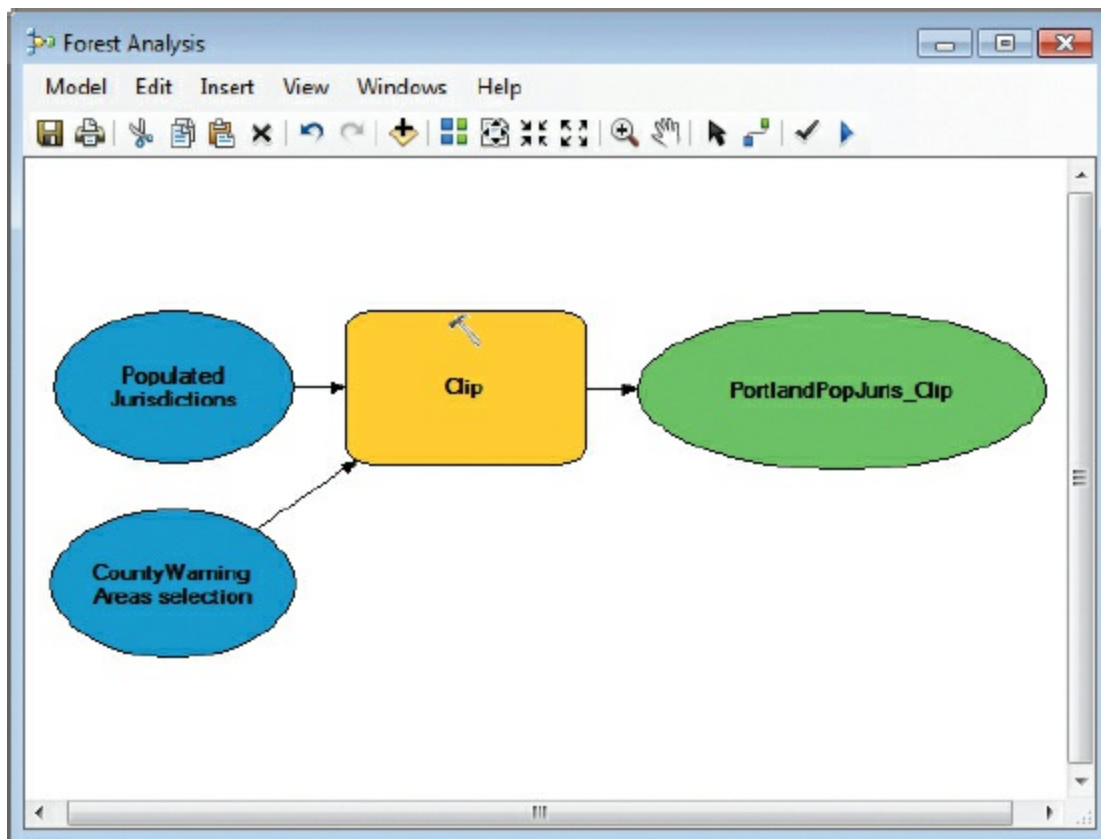 Forest Analysis
Model Edit Insert View Windows Help
Populated
Jurisdictions
Clip
PortlandPopJuris_Clip
CountyWarning
Areas selection